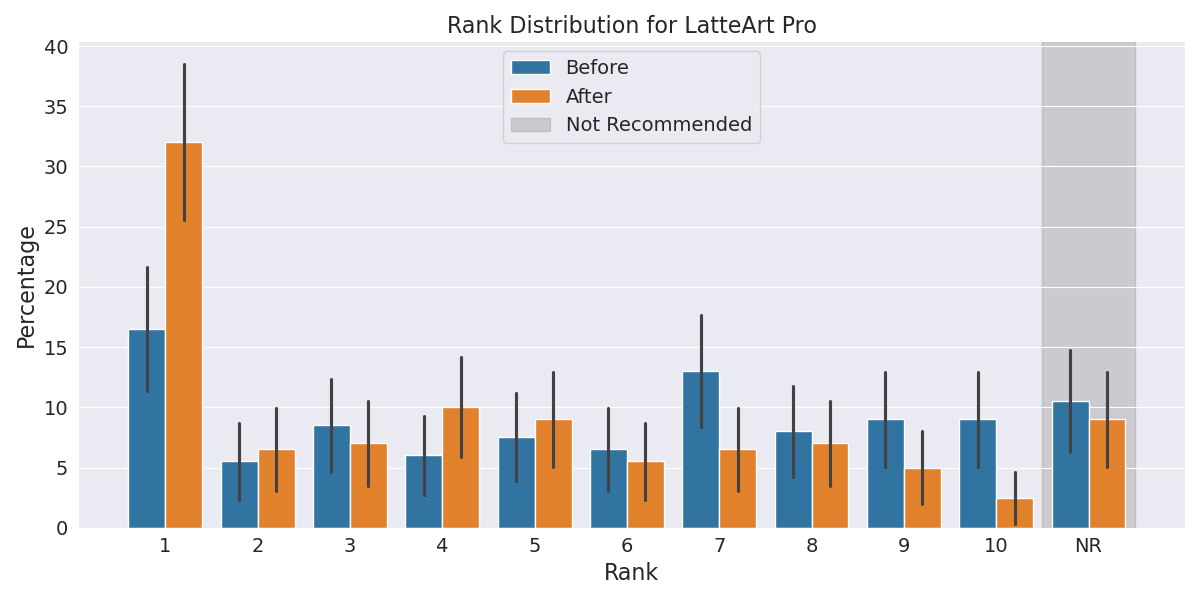 Rank Distribution for LatteArt Pro
Before
After
Not Recommended
Percentage
40
35
30
25
20
15
10
5
0
1 2 3 4 5 6 7 8 9 10 NR
Rank